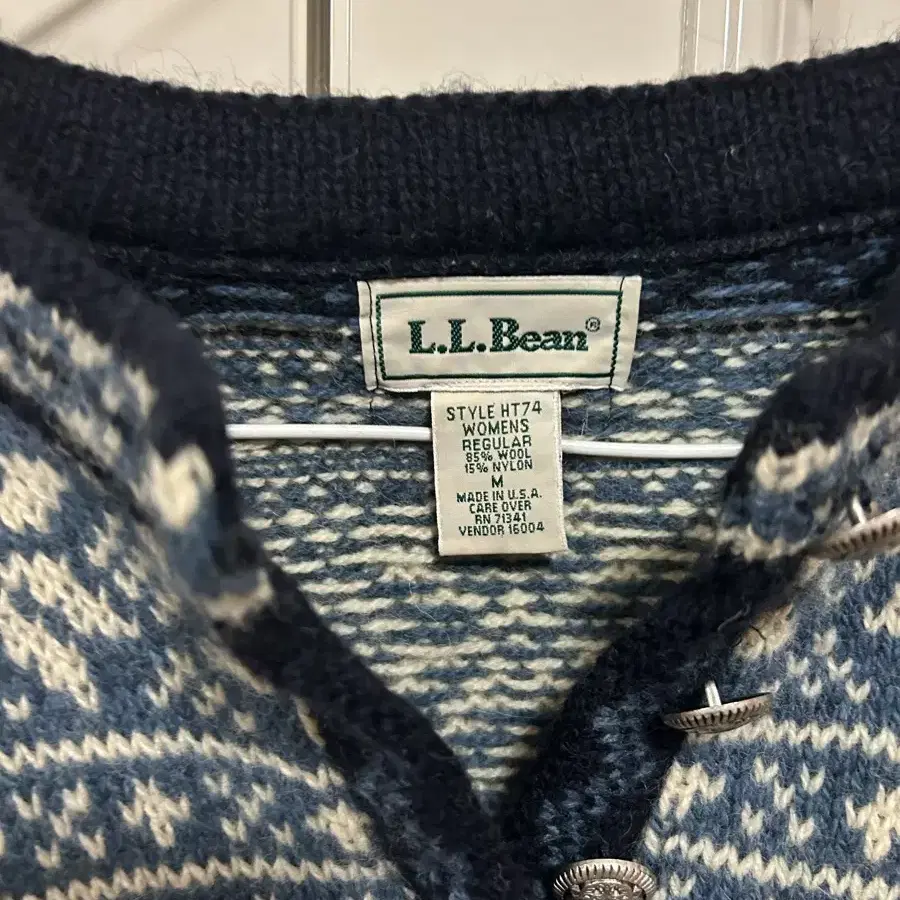 L.L.Bean®
STYLE HT74
WOMENS
REGULAR
85% WOOL
15% NYLON
M
MADE IN U.S.A.
CARE OVER
RN 71341
VENDOR 16004